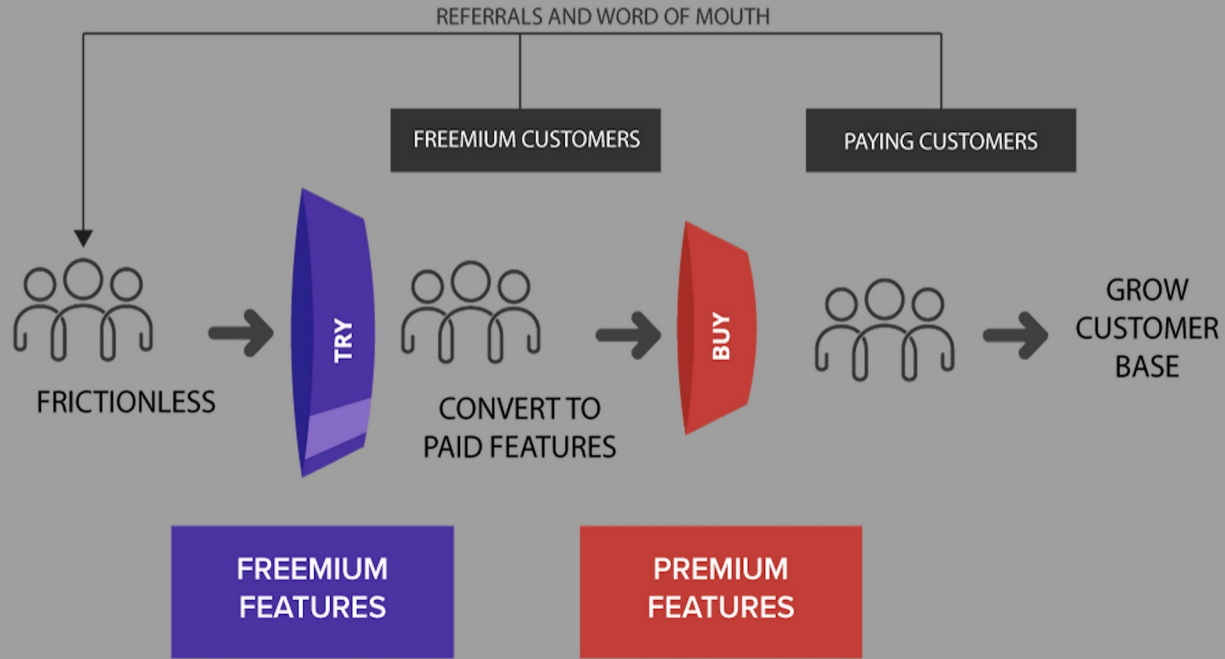 REFERRALS AND WORD OF MOUTH
FREEMIUM CUSTOMERS
PAYING CUSTOMERS
TRY
BUY
FRICTIONLESS
CONVERT TO
PAID FEATURES
GROW
CUSTOMER
BASE
FREEMIUM
FEATURES
PREMIUM
FEATURES